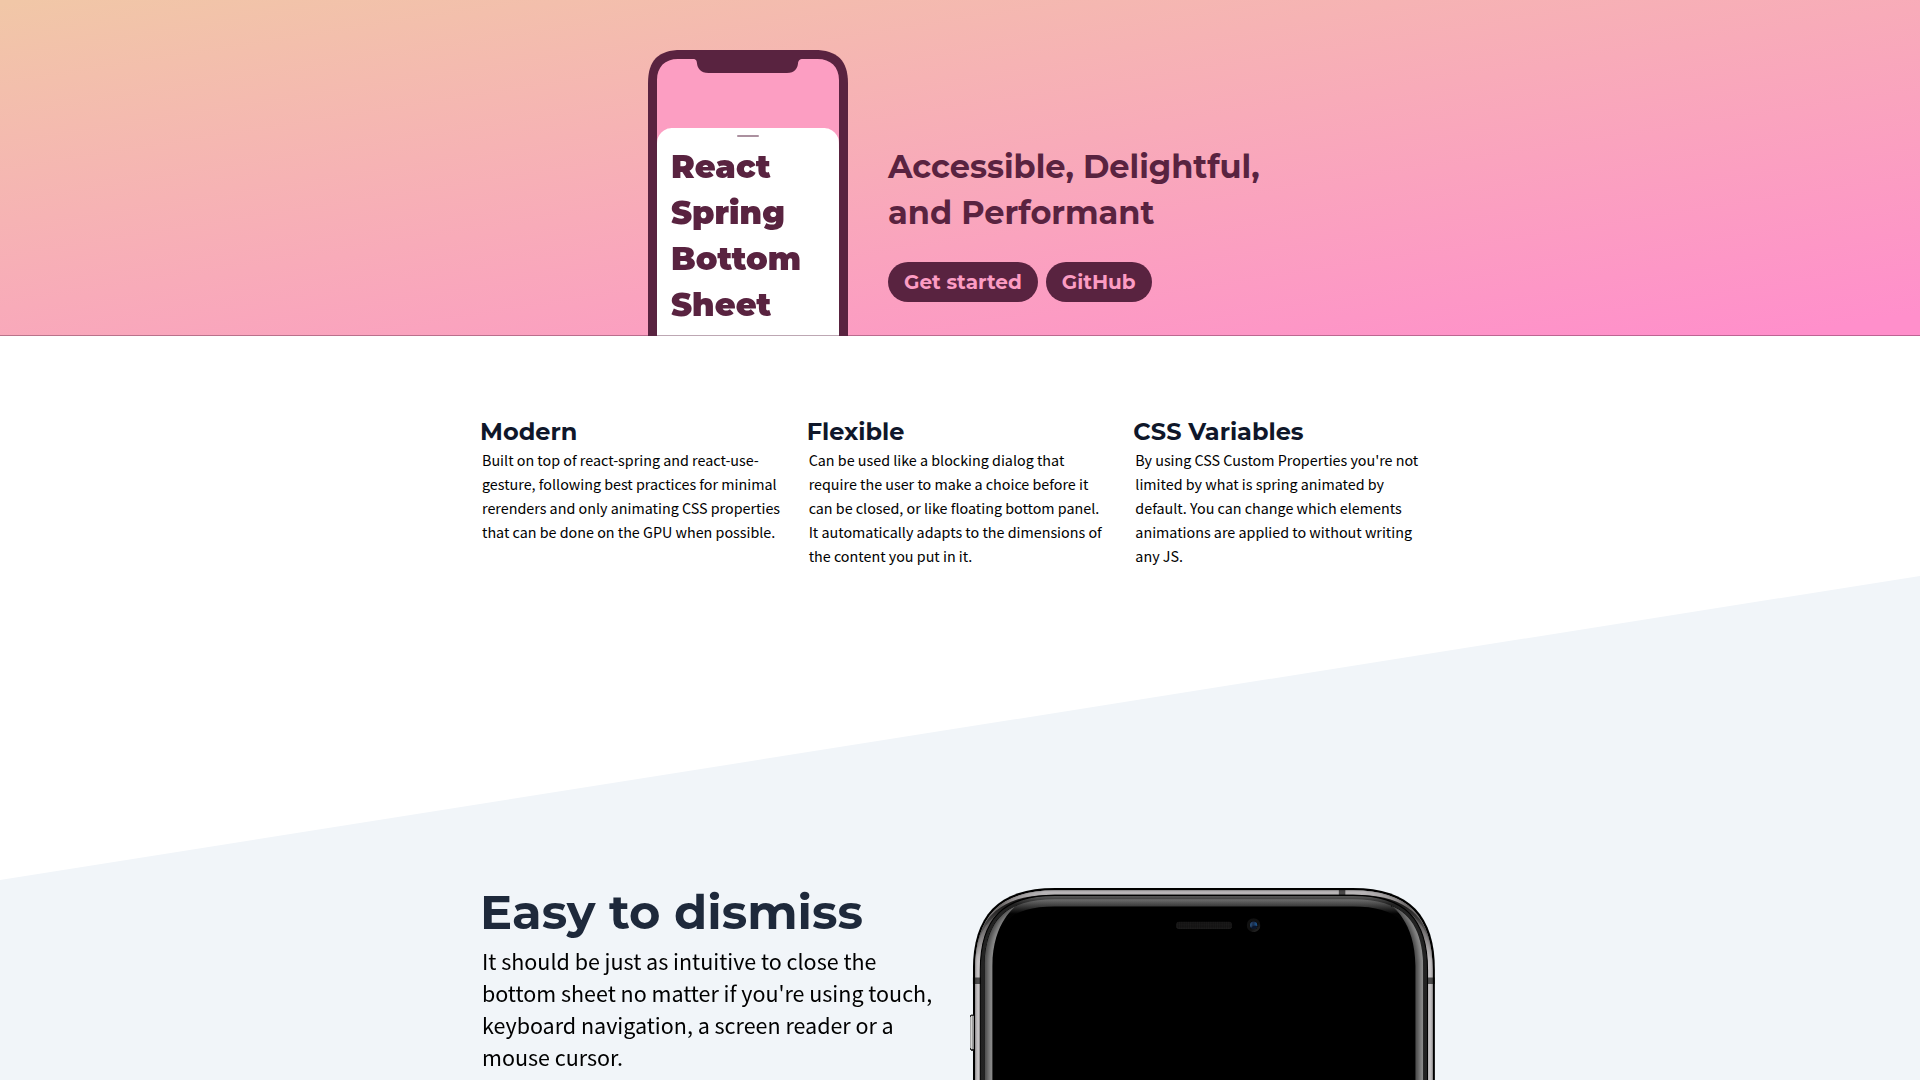 React
Spring
Bottom
Sheet
Accessible, Delightful,
and Performant
Get started
GitHub
Modern
Built on top of react-spring and react-use-
gesture, following best practices for minimal
rerenders and only animating CSS properties
that can be done on the GPU when possible.
Flexible
Can be used like a blocking dialog that
require the user to make a choice before it
can be closed, or like floating bottom panel.
It automatically adapts to the dimensions of
the content you put in it.
CSS Variables
By using CSS Custom Properties you're not
limited by what is spring animated by
default. You can change which elements
animations are applied to without writing
any JS.
Easy to dismiss
It should be just as intuitive to close the
bottom sheet no matter if you're using touch,
keyboard navigation, a screen reader or a
mouse cursor.